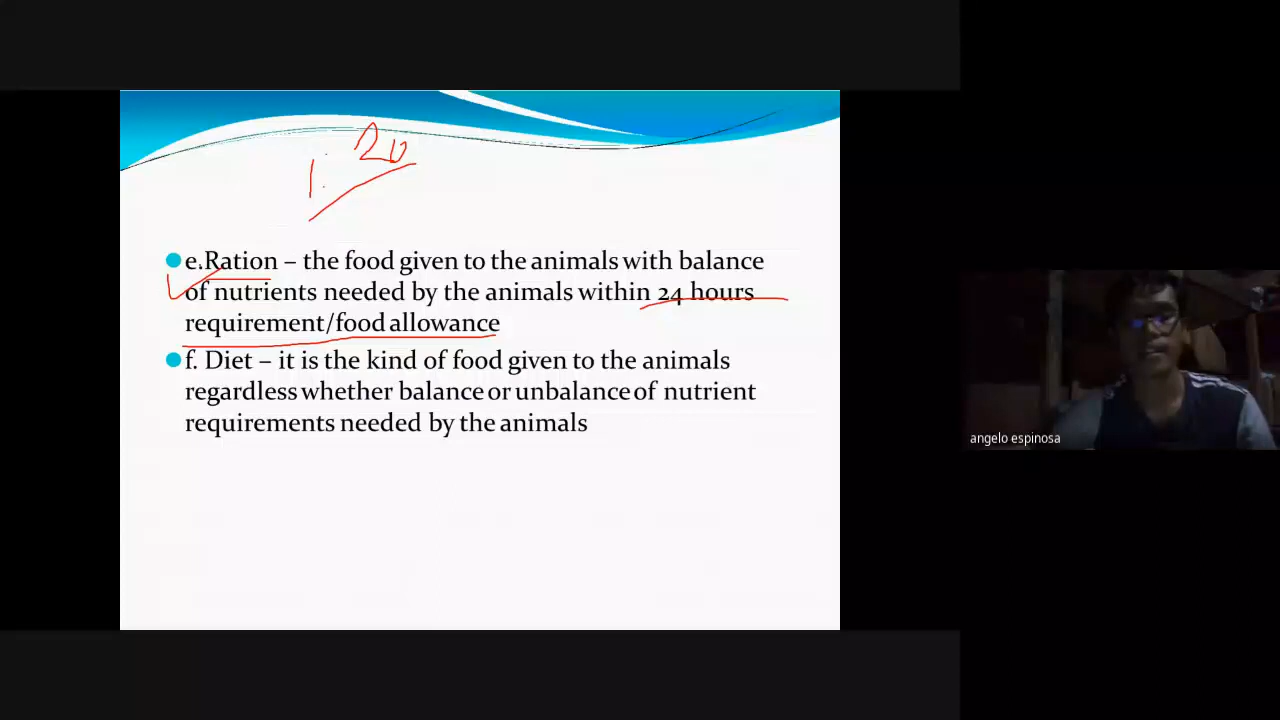 1. 20
e.Ration – the food given to the animals with balance
of nutrients needed by the animals within 24 hours
requirement/food allowance
f. Diet – it is the kind of food given to the animals
regardless whether balance or unbalance of nutrient
requirements needed by the animals
angelo espinosa